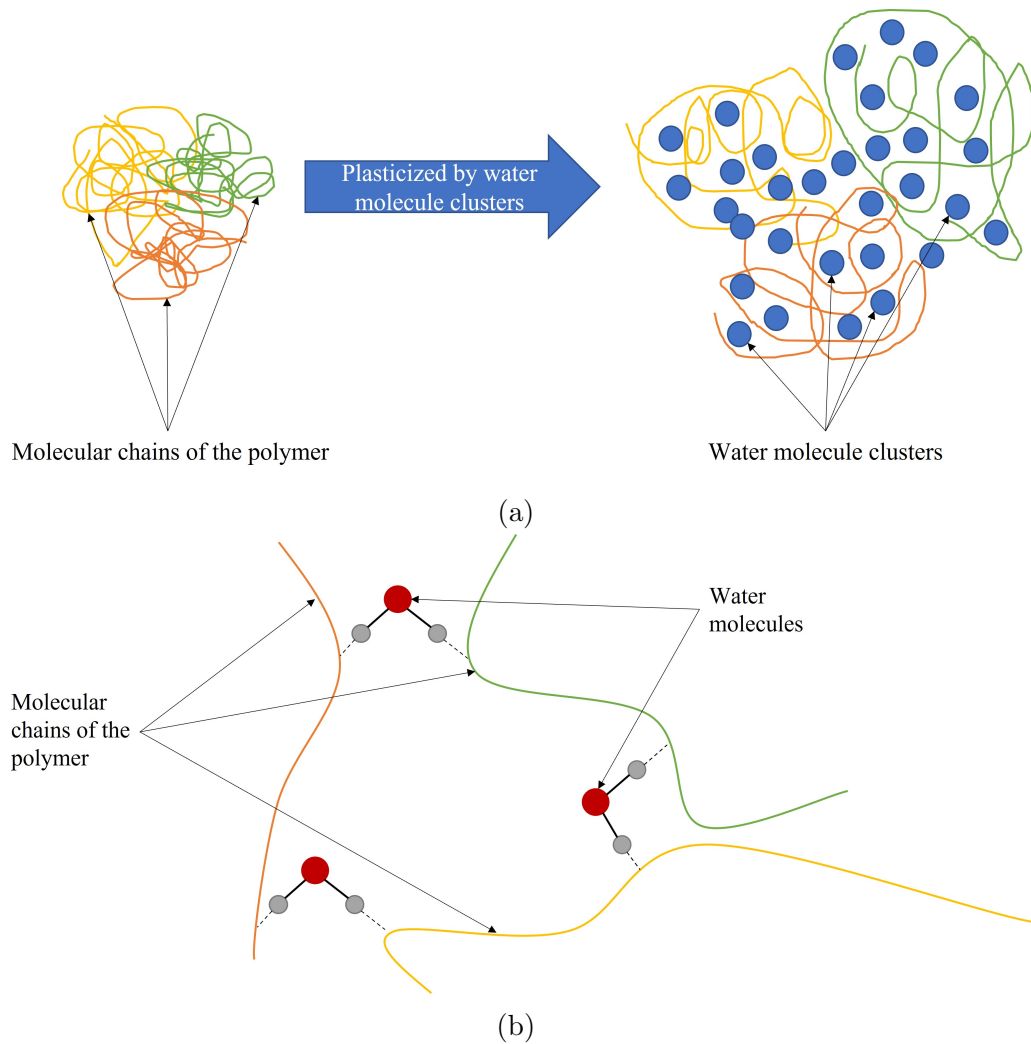 Plasticized by water
molecule clusters
Molecular chains of the polymer
Water molecule clusters
(a)
Water
molecules
Molecular
chains of the
polymer
(b)